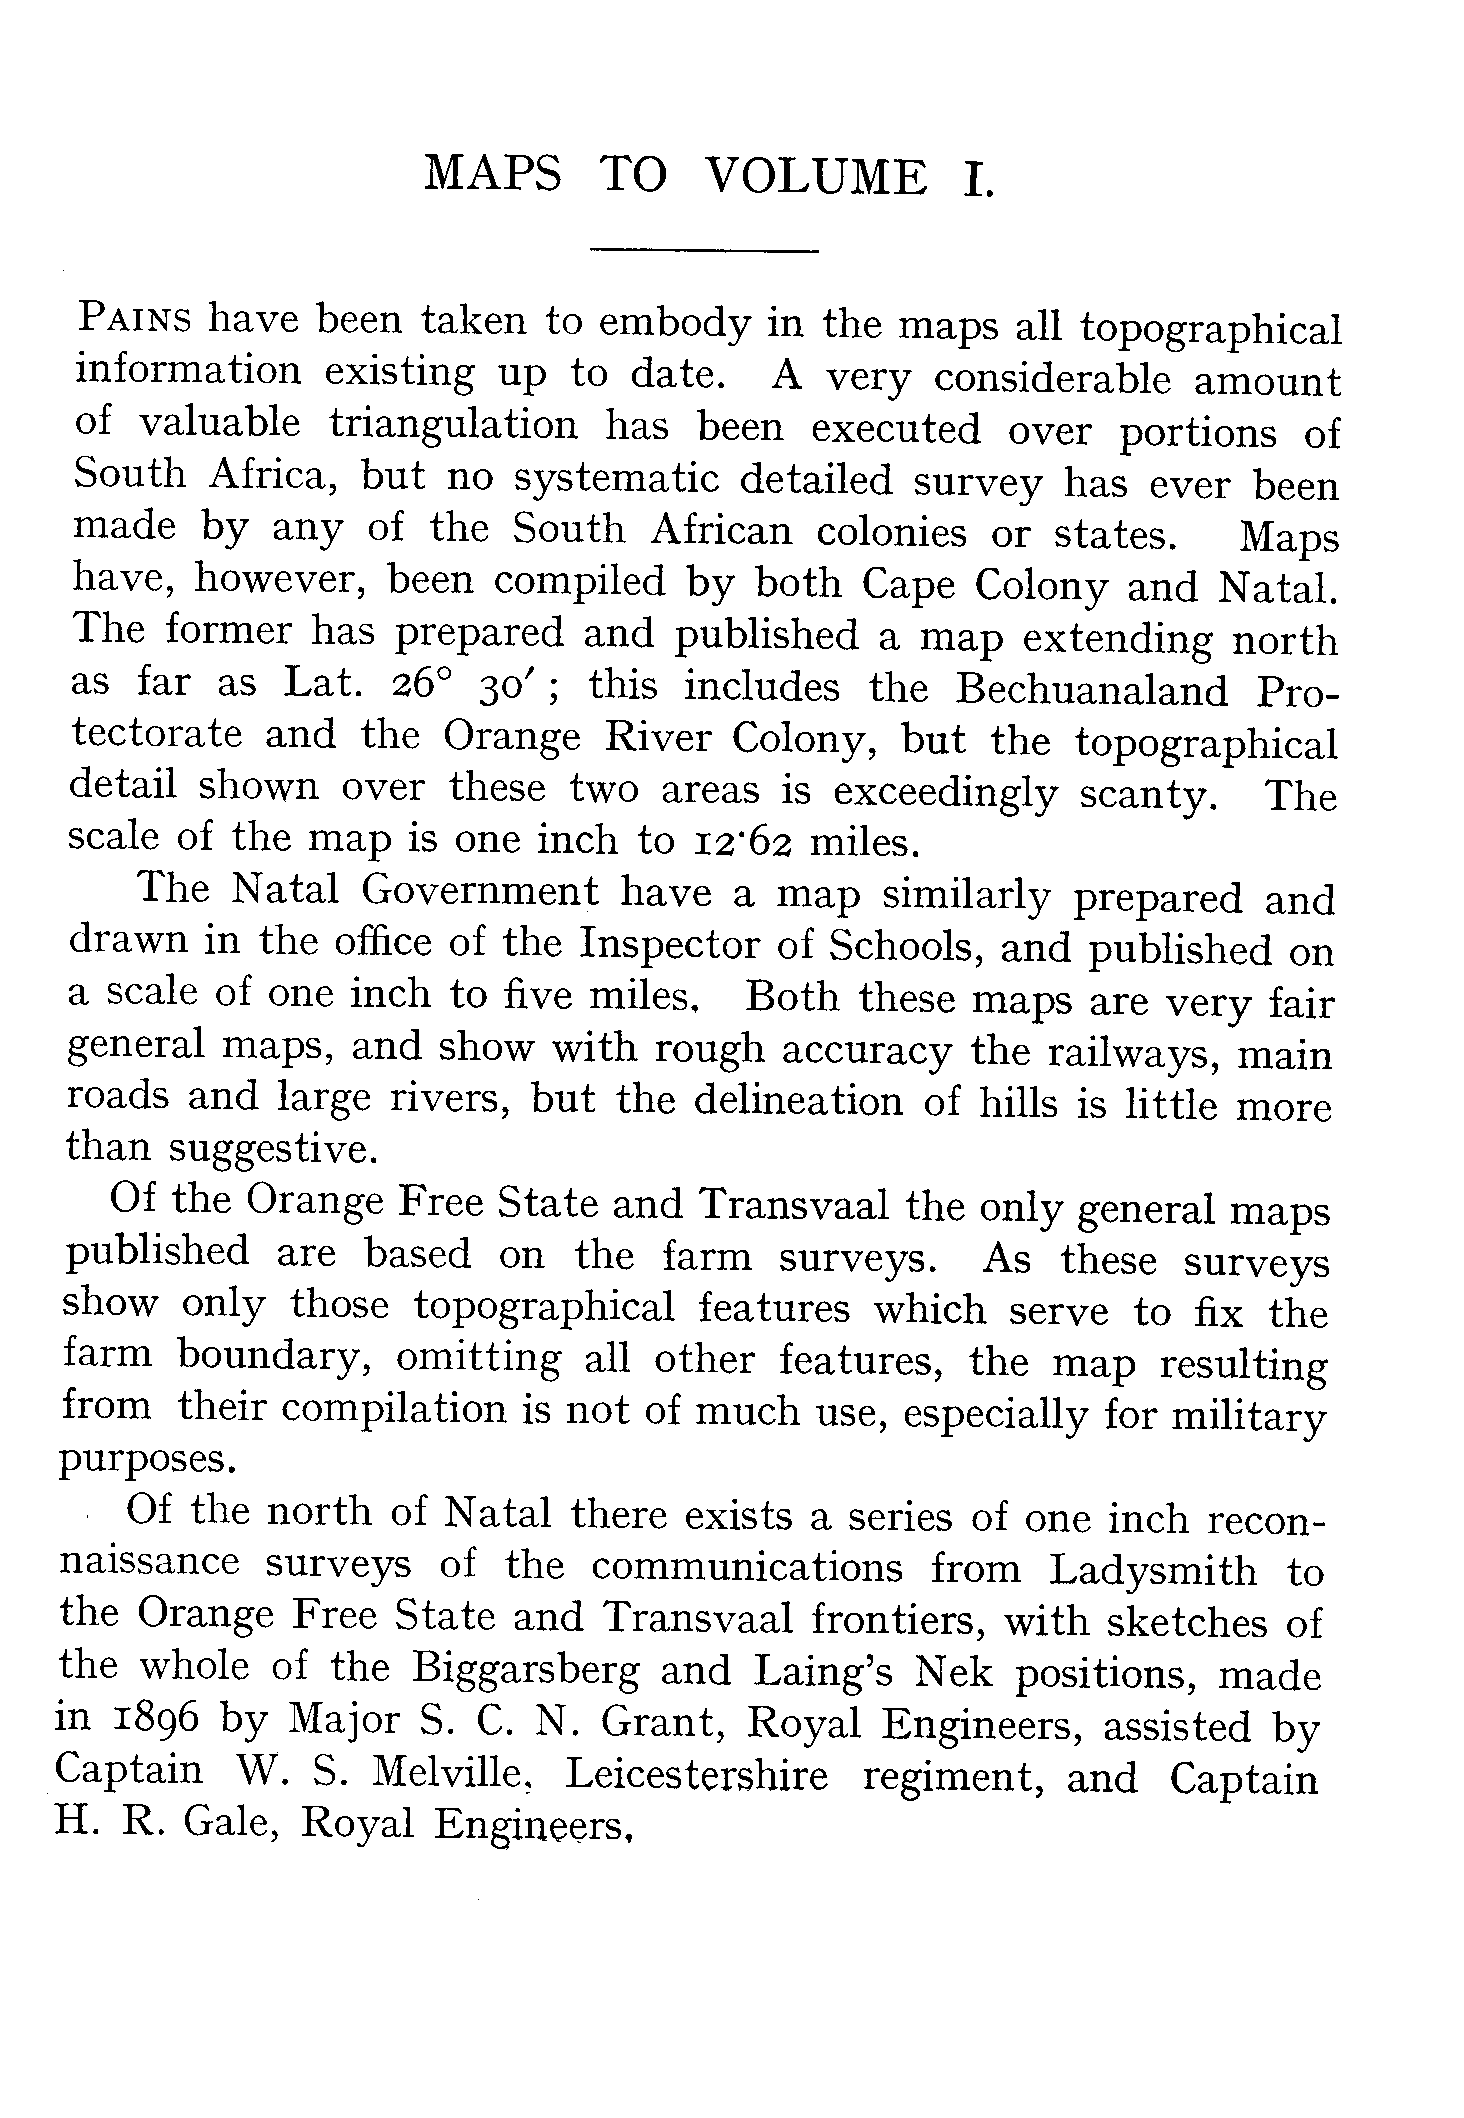 MAPS TO VOLUME I.
PAINS have been taken to embody in the maps all topographical
information existing up to date. A very considerable amount
of valuable triangulation has been executed over portions of
South Africa, but no systematic detailed survey has ever been
made by any of the South African colonies or states. Maps
have, however, been compiled by both Cape Colony and Natal.
The former has prepared and published a map extending north
as far as Lat. 26° 30′ ; this includes the Bechuanaland Pro-
tectorate and the Orange River Colony, but the topographical
detail shown over these two areas is exceedingly scanty. The
scale of the map is one inch to 12·62 miles.
The Natal Government have a map similarly prepared and
drawn in the office of the Inspector of Schools, and published on
a scale of one inch to five miles. Both these maps are very fair
general maps, and show with rough accuracy the railways, main
roads and large rivers, but the delineation of hills is little more
than suggestive.
Of the Orange Free State and Transvaal the only general maps
published are based on the farm surveys. As these surveys
show only those topographical features which serve to fix the
farm boundary, omitting all other features, the map resulting
from their compilation is not of much use, especially for military
purposes.
Of the north of Natal there exists a series of one inch recon-
naissance surveys of the communications from Ladysmith to
the Orange Free State and Transvaal frontiers, with sketches of
the whole of the Biggarsberg and Laing's Nek positions, made
in 1896 by Major S. C. N. Grant, Royal Engineers, assisted by
Captain W. S. Melville, Leicestershire regiment, and Captain
H. R. Gale, Royal Engineers.